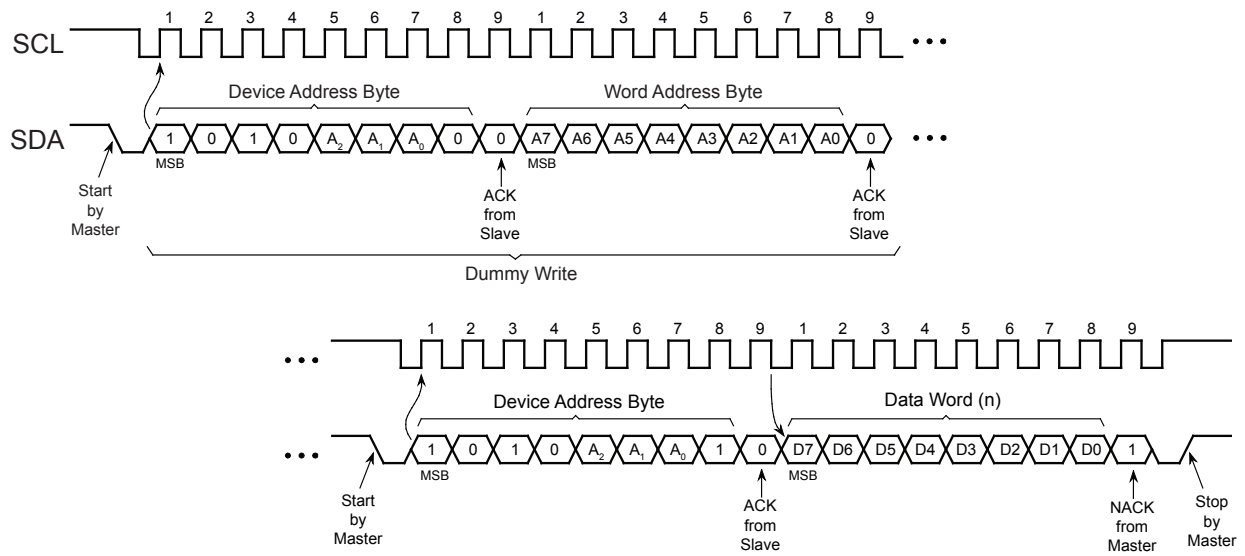 1 2 3 4 5 6 7 8 9 1 2 3 4 5 6 7 8 9
SCL
Device Address Byte Word Address Byte
SDA 1 0 1 0 A₂ A₁ A₀ 0 0 A7 A6 A5 A4 A3 A2 A1 A0 0
MSB MSB
Start
by
Master
ACK
from
Slave
ACK
from
Slave
Dummy Write
1 2 3 4 5 6 7 8 9 1 2 3 4 5 6 7 8 9
Device Address Byte Data Word (n)
1 0 1 0 A₂ A₁ A₀ 1 0 D7 D6 D5 D4 D3 D2 D1 D0 1
MSB MSB
Start
by
Master
ACK
from
Slave
NACK
from
Master
Stop
by
Master